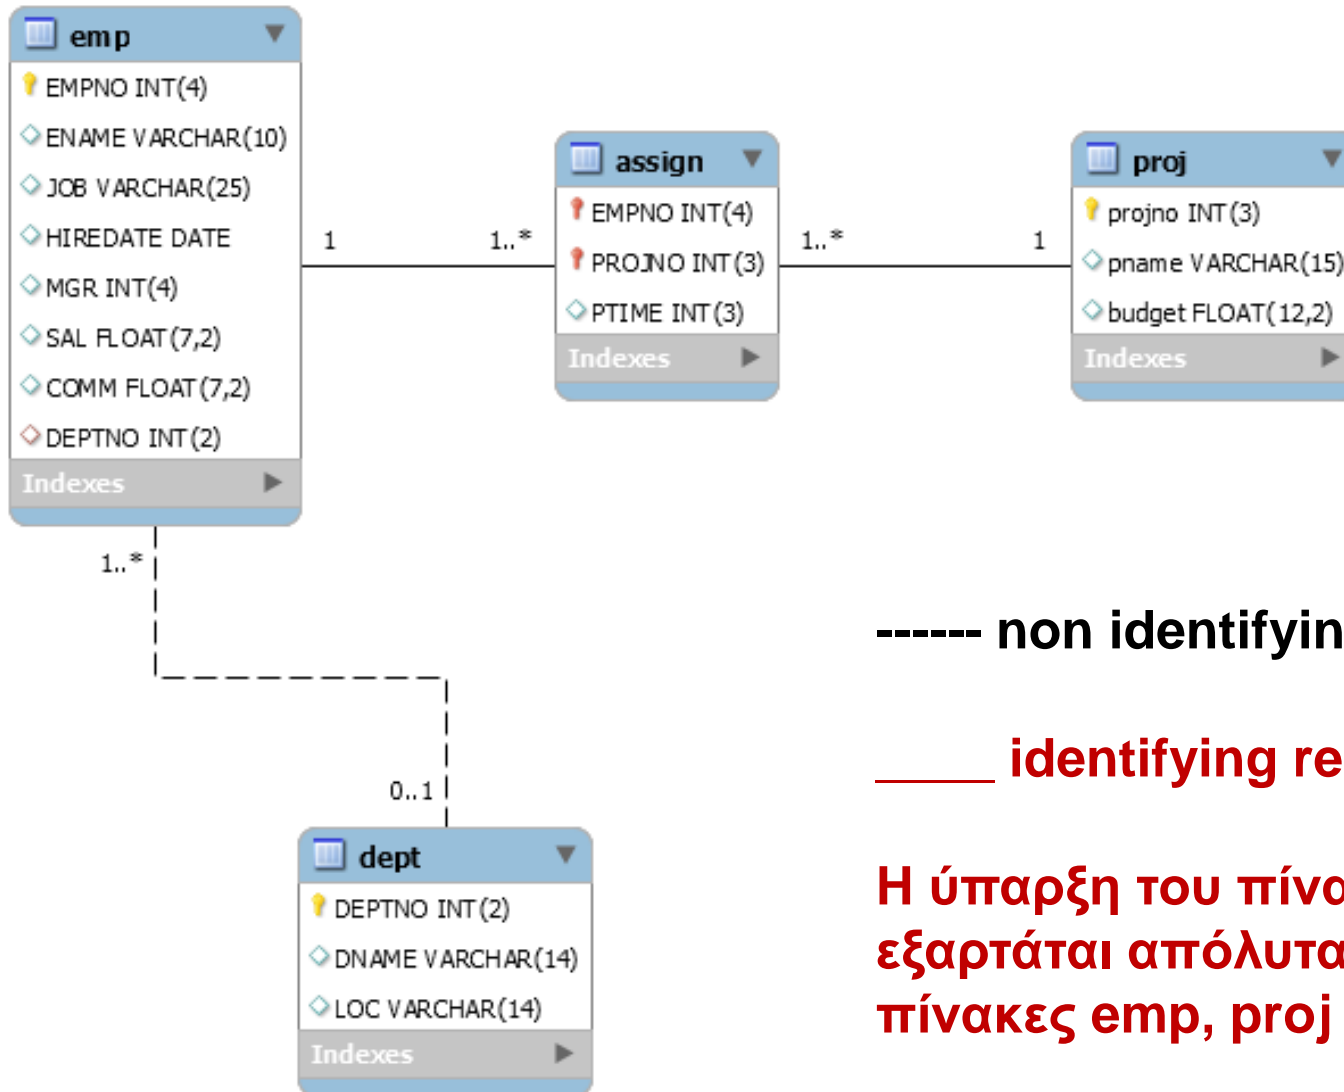 emp
EMPNO INT(4)
ENAME VARCHAR(10)
JOB VARCHAR(25)
HIREDATE DATE
MGR INT(4)
SAL FLOAT(7,2)
COMM FLOAT(7,2)
DEPTNO INT(2)
Indexes
1
1..*
assign
EMPNO INT(4)
PROJNO INT(3)
PTIME INT(3)
Indexes
1..*
1
proj
projno INT(3)
pname VARCHAR(15)
budget FLOAT(12,2)
Indexes
1..*
0..1
dept
DEPTNO INT(2)
DNAME VARCHAR(14)
LOC VARCHAR(14)
Indexes
------ non identifyin
____ identifying re
Η ύπαρξη του πίνα
εξαρτάται απόλυτα
πίνακες emp, proj